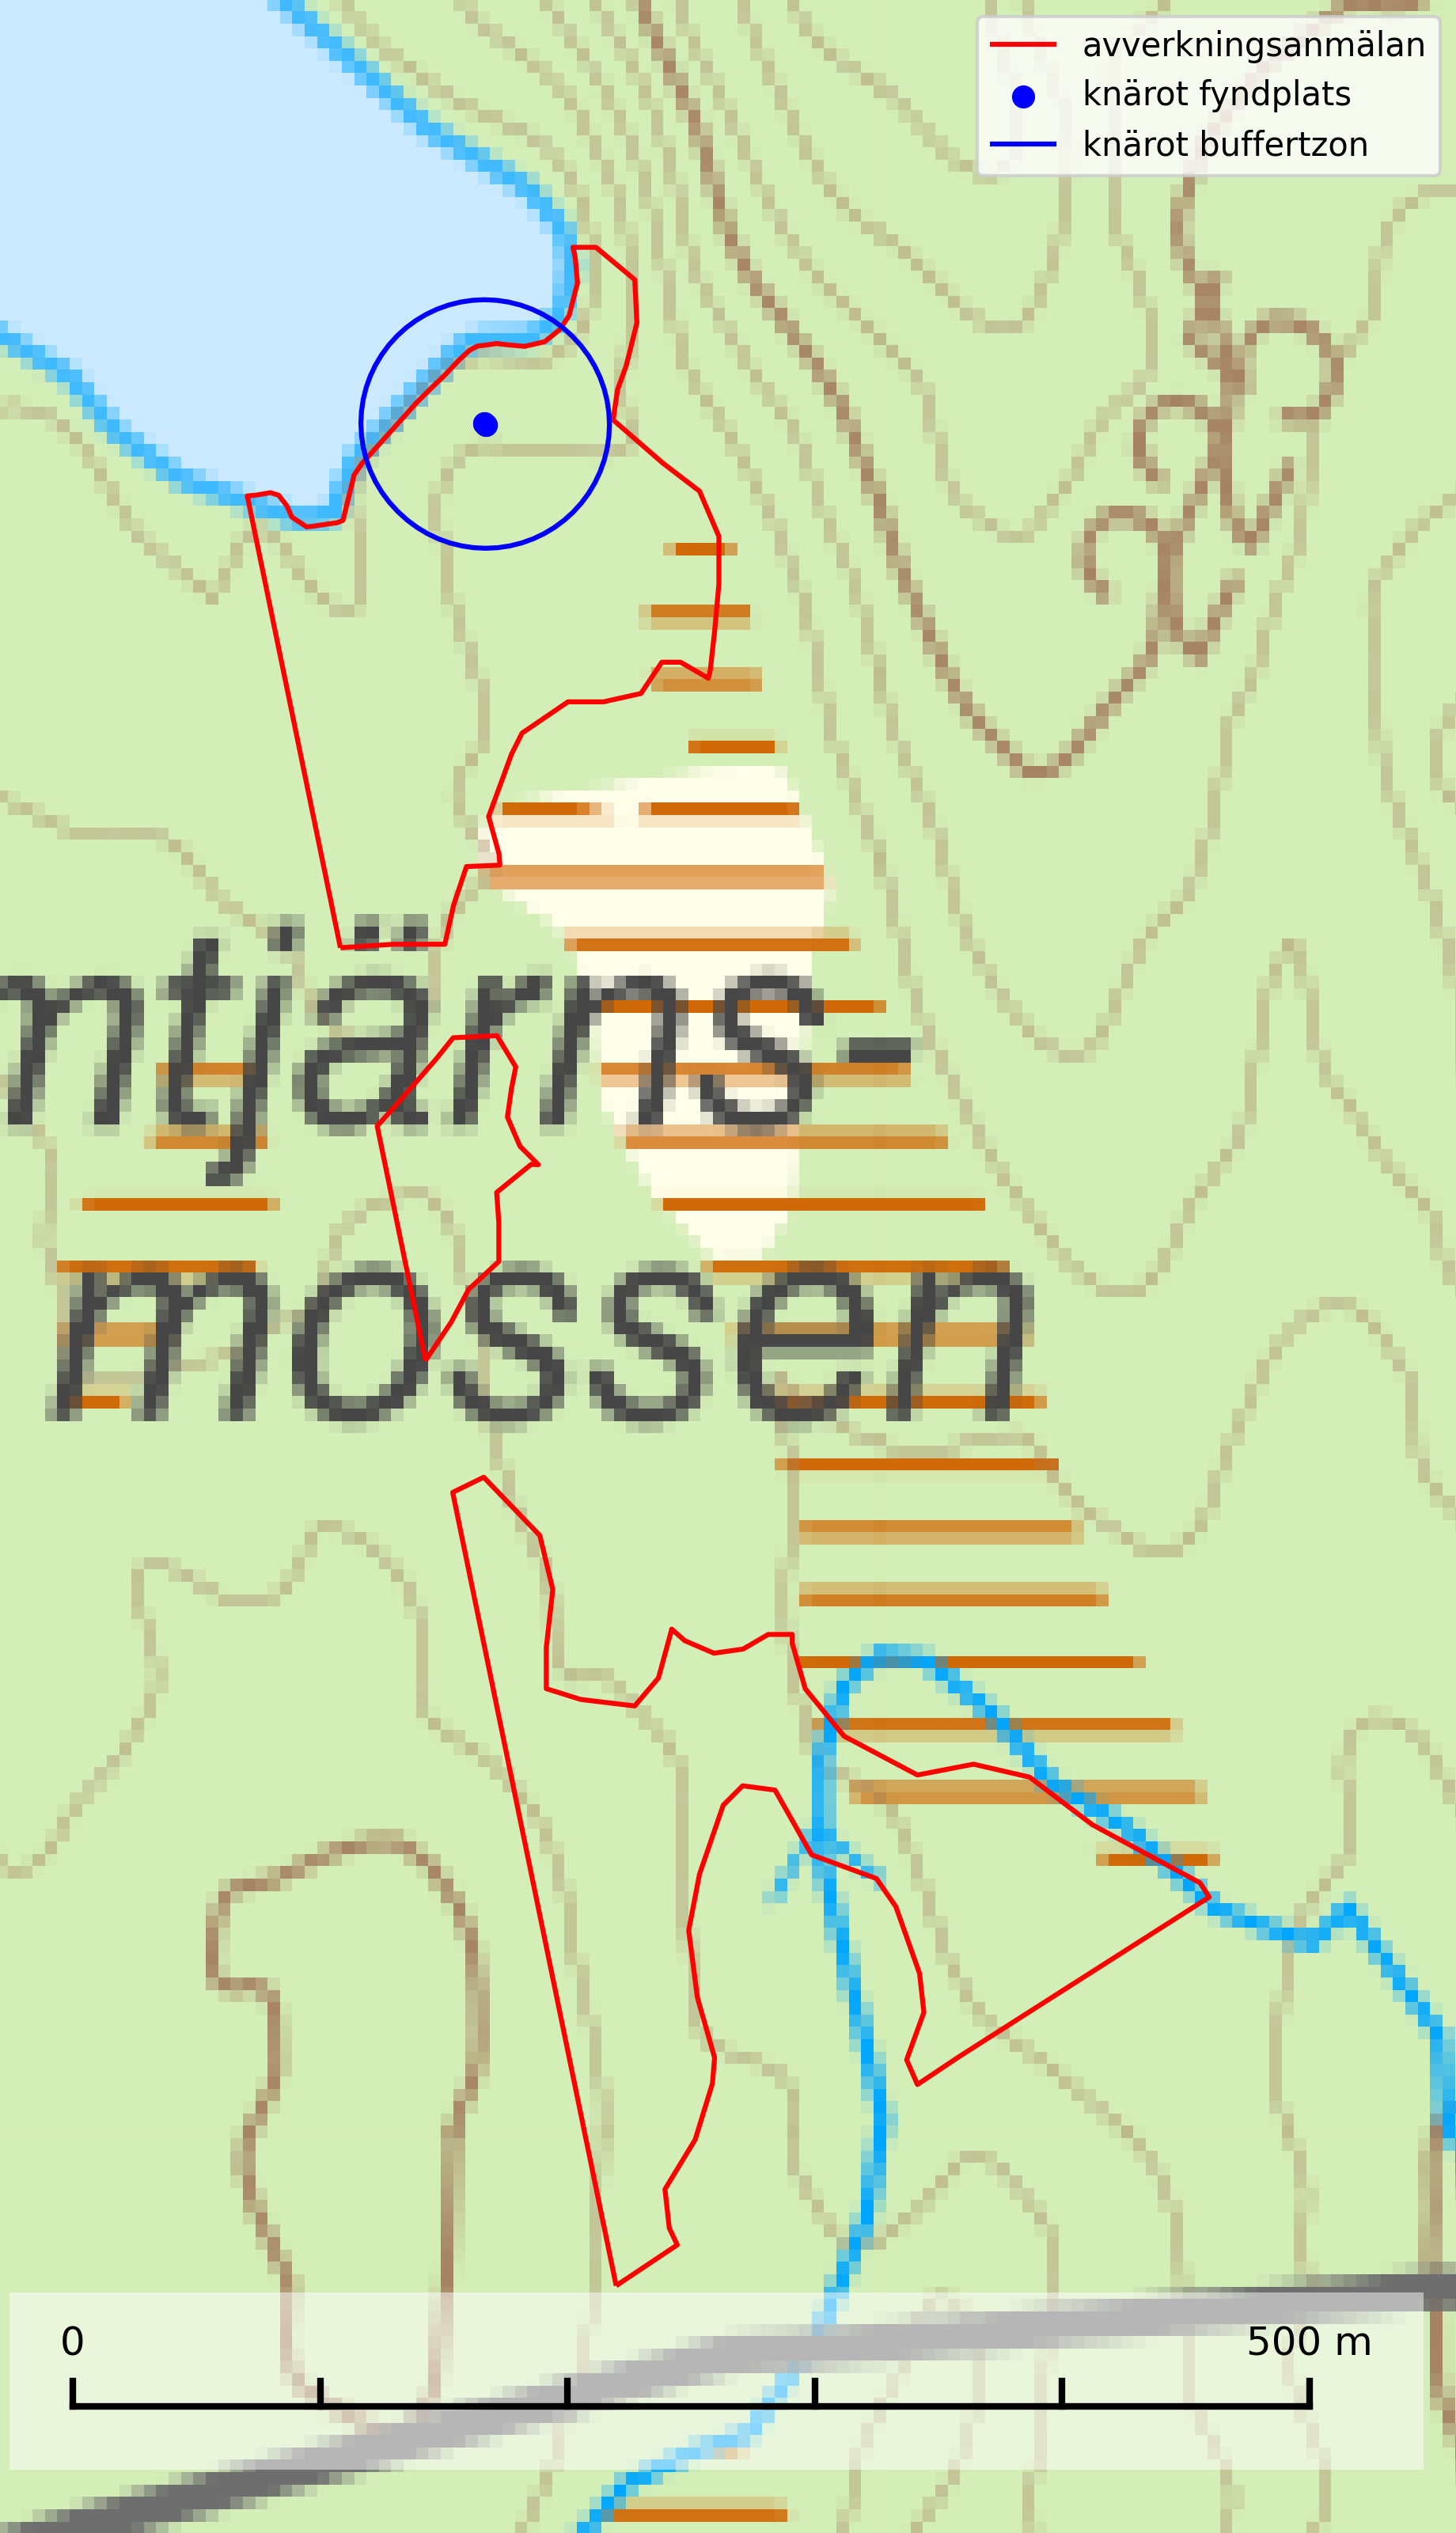 avverkningsanmälan
knärot fyndplats
knärot buffertzon
ntjärns-
mossen
0 500 m